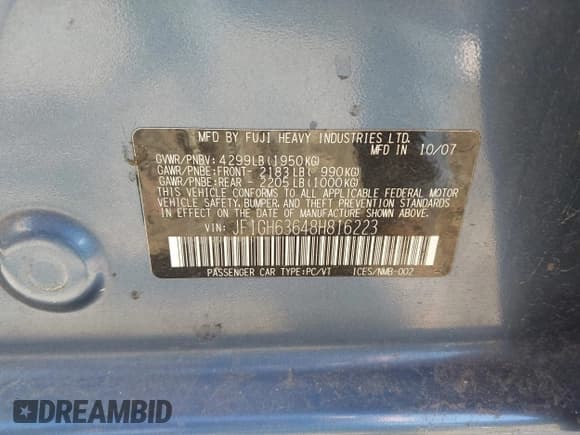 MFD BY FUJI HEAVY INDUSTRIES LTD.
MFD IN 10/07
GVWR/PNBV: 4299LB(1950KG)
GAWR/PNBE:FRONT- 2183LB( 990KG)
GAWR/PNBE:REAR - 2205LB(1000KG)
THIS VEHICLE CONFORMS TO ALL APPLICABLE FEDERAL MOTOR
VEHICLE SAFETY, BUMPER, AND THEFT PREVENTION STANDARDS
IN EFFECT ON THE DATE OF MANUFACTURE SHOWN ABOVE.
VIN: JF1GH63648H816223
PASSENGER CAR TYPE:PC/VT ICES/NMB-002
DREAMBID